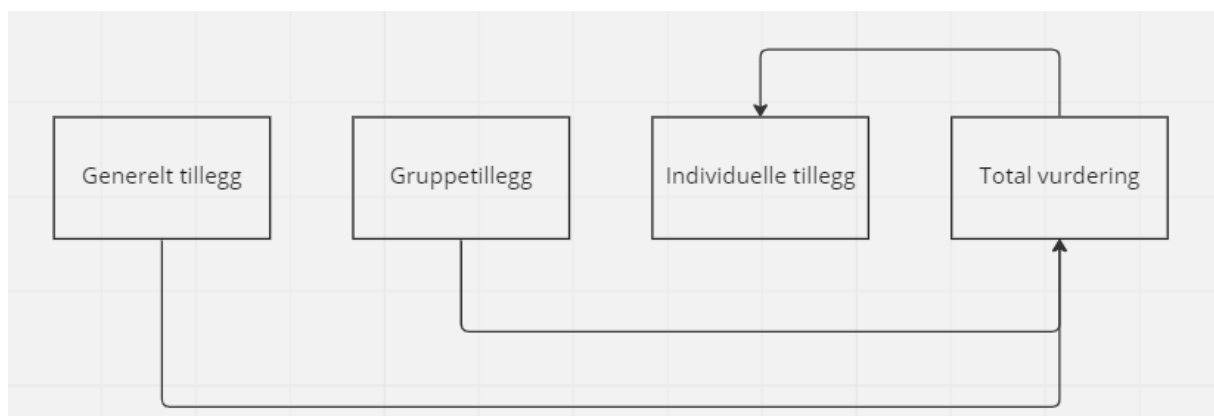 Generelt tillegg
Gruppetillegg
Individuelle tillegg
Total vurdering